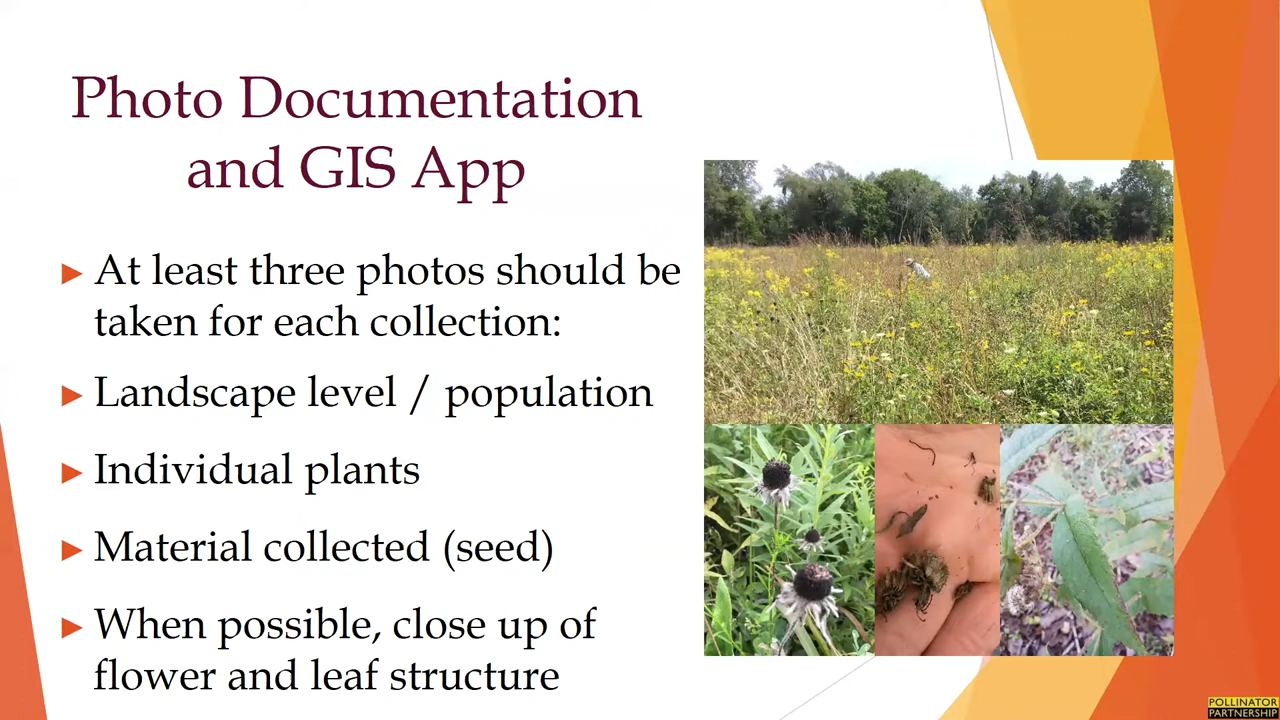 Photo Documentation
and GIS App
At least three photos should be
taken for each collection:
Landscape level / population
Individual plants
Material collected (seed)
When possible, close up of
flower and leaf structure
POLLINATOR
PARTNERSHIP